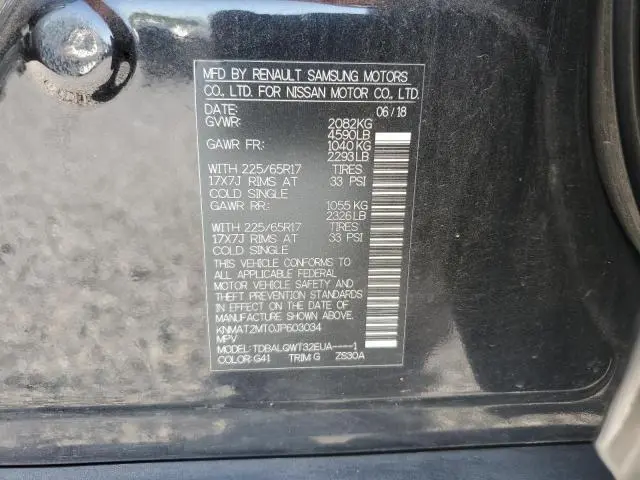 MFD BY RENAULT SAMSUNG MOTORS
CO., LTD. FOR NISSAN MOTOR CO., LTD.
DATE: 06/18
GVWR: 2082KG
4590LB
GAWR FR: 1040KG
2293LB
WITH 225/65R17 TIRES
17X7J RIMS AT 33 PSI
COLD SINGLE
GAWR RR: 1055KG
2326LB
WITH 225/65R17 TIRES
17X7J RIMS AT 33 PSI
COLD SINGLE
THIS VEHICLE CONFORMS TO
ALL APPLICABLE FEDERAL
MOTOR VEHICLE SAFETY AND
THEFT PREVENTION STANDARDS
IN EFFECT ON THE DATE OF
MANUFACTURE SHOWN ABOVE.
KNMAT2MT0JP603034
MPV
MODEL: TDBALQWT32EUA----1
COLOR: G41 TRIM: G ZS30A